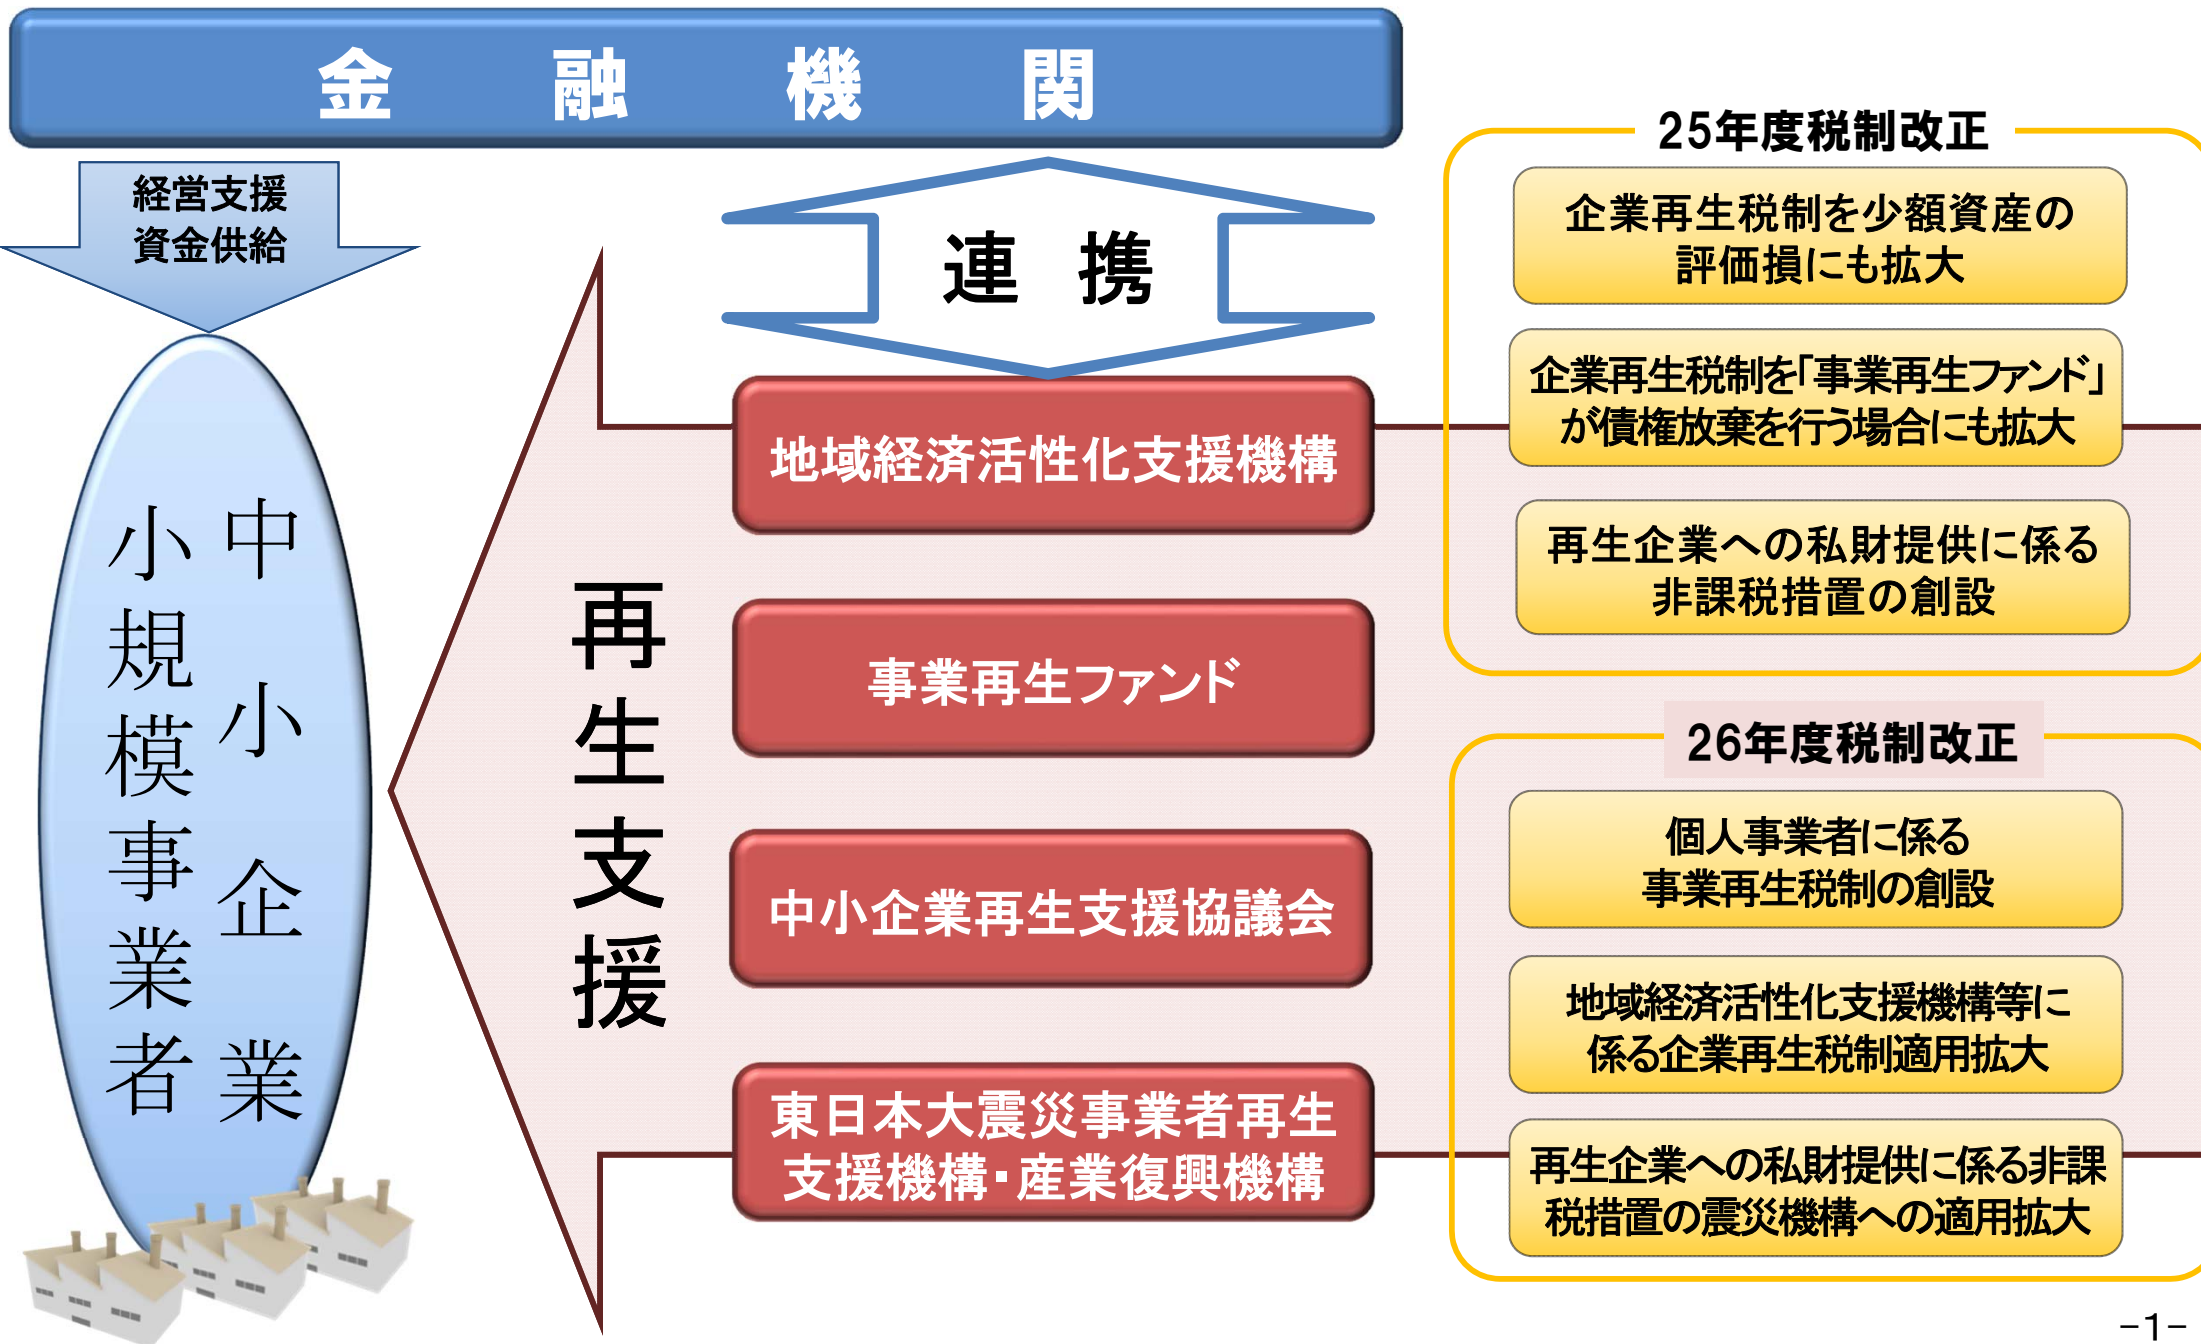 金融機関
経営支援
資金供給
中小企業
小規模事業者
再生支援
連携
地域経済活性化支援機構
事業再生ファンド
中小企業再生支援協議会
東日本大震災事業者再生
支援機構・産業復興機構
25年度税制改正
企業再生税制を少額資産の
評価損にも拡大
企業再生税制を「事業再生ファンド」
が債権放棄を行う場合にも拡大
再生企業への私財提供に係る
非課税措置の創設
26年度税制改正
個人事業者に係る
事業再生税制の創設
地域経済活性化支援機構等に
係る企業再生税制適用拡大
再生企業への私財提供に係る非課
税措置の震災機構への適用拡大
-1-